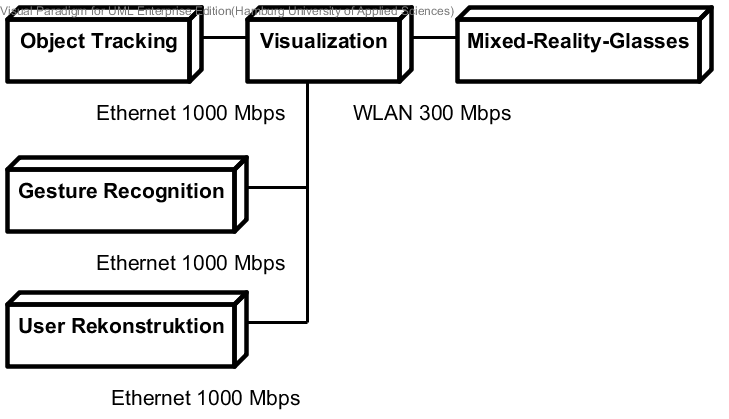 Visual Paradigm for UML Enterprise Edition(Hamburg University of Applied Sciences)
Object Tracking
Visualization
Mixed-Reality-Glasses
Ethernet 1000 Mbps
WLAN 300 Mbps
Gesture Recognition
Ethernet 1000 Mbps
User Rekonstruktion
Ethernet 1000 Mbps